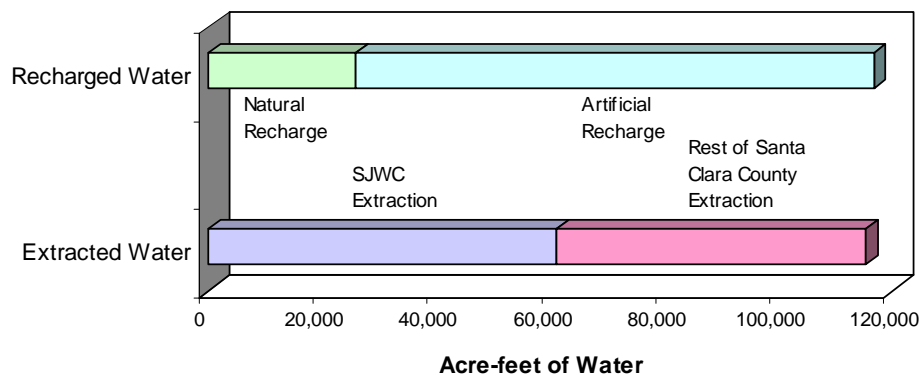 Recharged Water
Natural
Recharge
Artificial
Recharge
Rest of Santa
Clara County
Extraction
SJWC
Extraction
Extracted Water
0 20,000 40,000 60,000 80,000 100,000 120,000
Acre-feet of Water